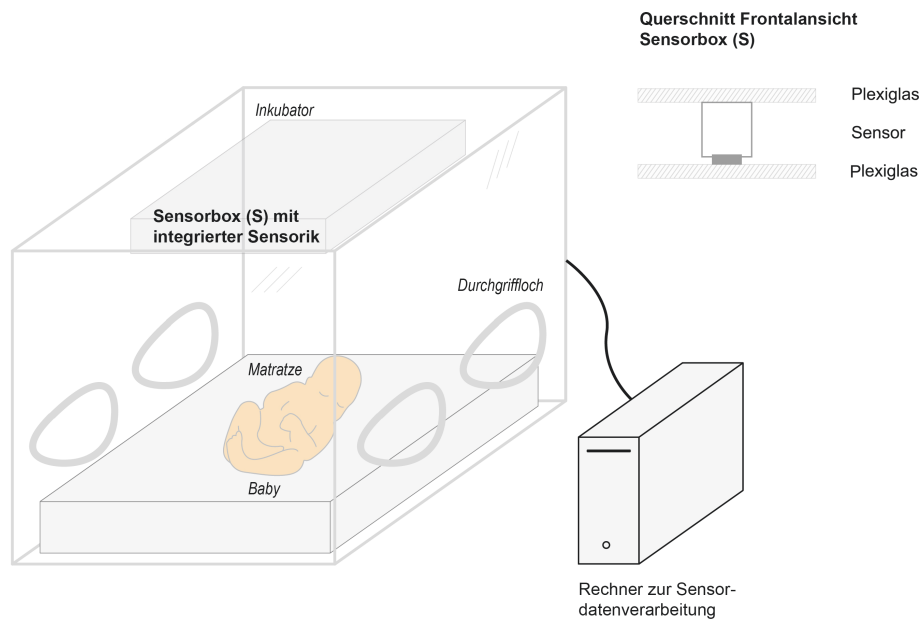 Querschnitt Frontalansicht
Sensorbox (S)
Plexiglas
Sensor
Plexiglas
Inkubator
Sensorbox (S) mit
integrierter Sensorik
Durchgriffloch
Matratze
Baby
Rechner zur Sensor-
datenverarbeitung